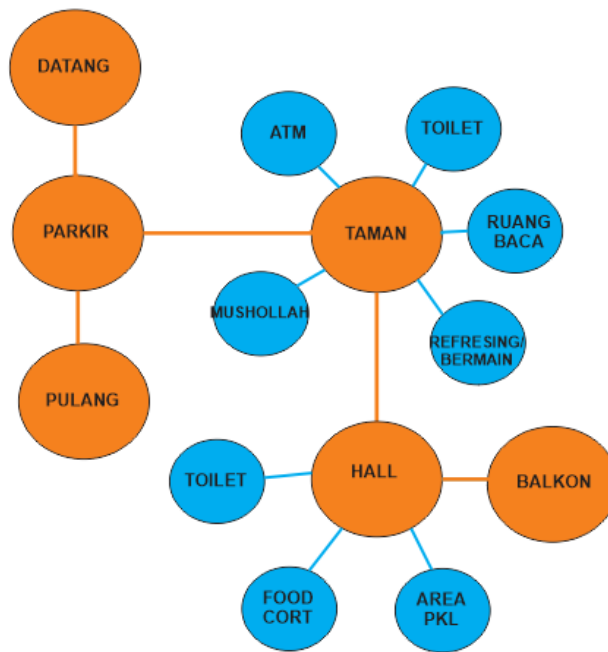 DATANG
ATM
TOILET
PARKIR
TAMAN
RUANG
BACA
MUSHOLLAH
REFRESING/
BERMAIN
PULANG
TOILET
HALL
BALKON
FOOD
CORT
AREA
PKL